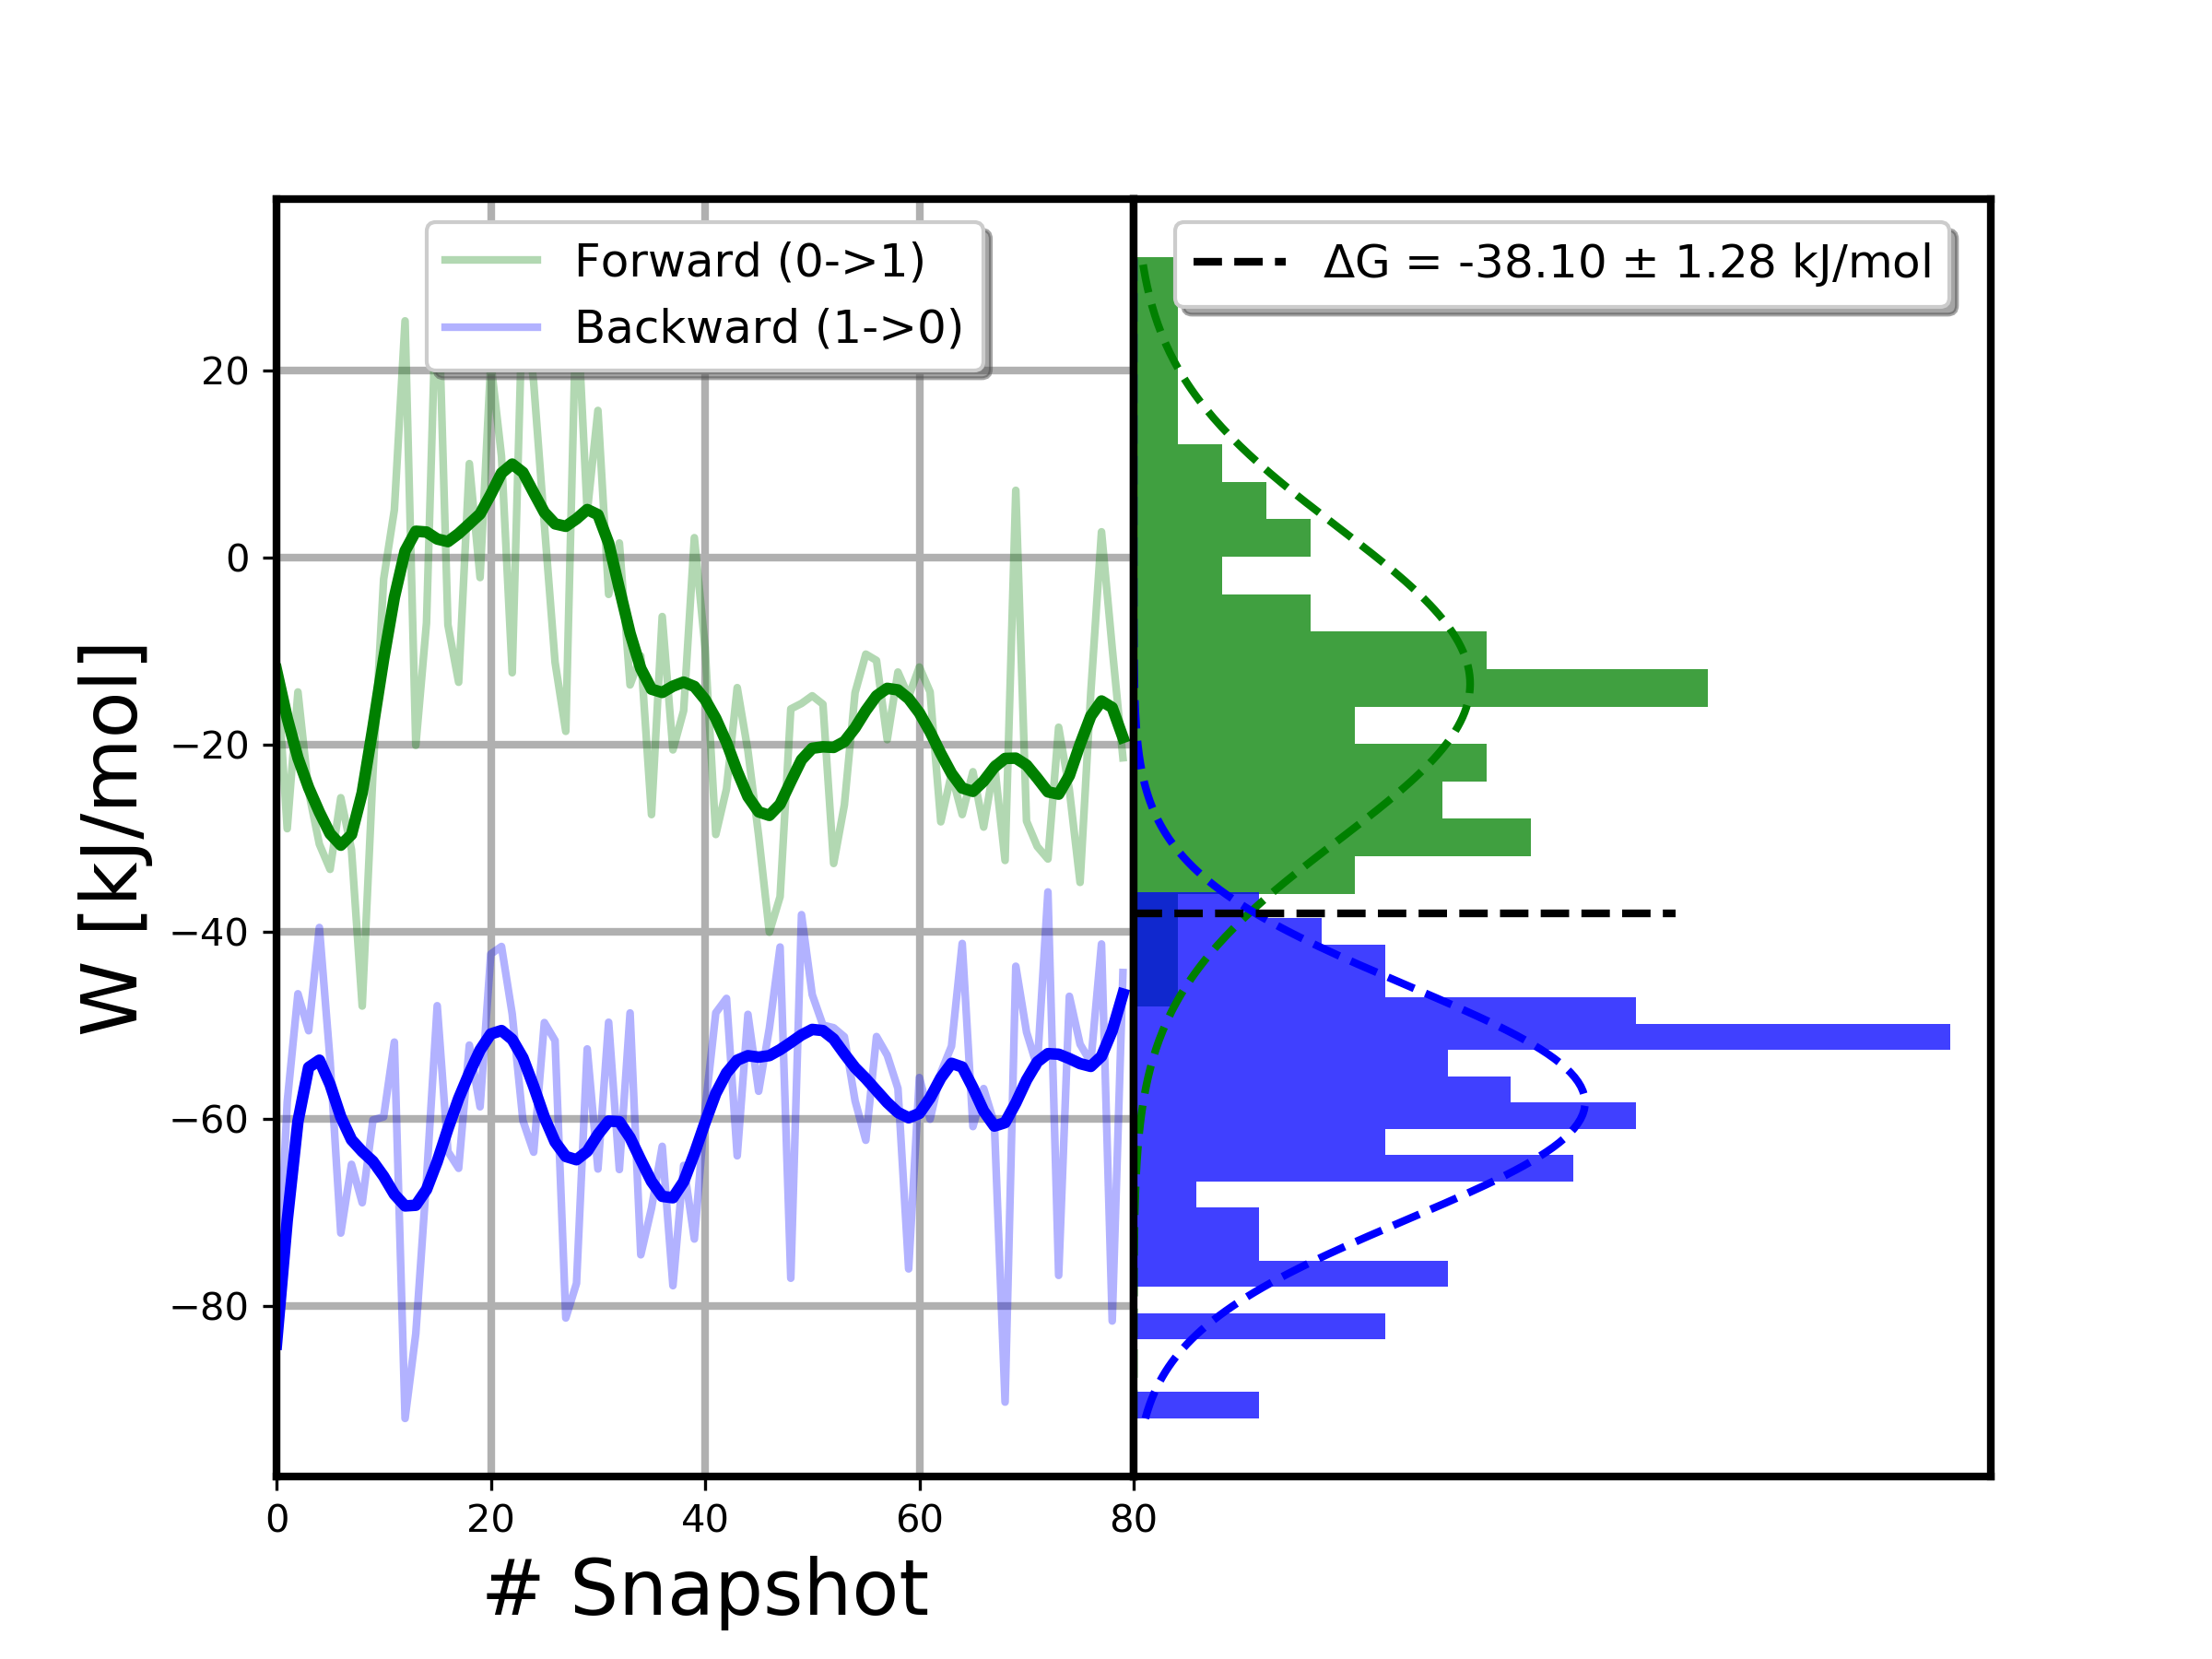 Forward (0->1)
Backward (1->0)
ΔG = -38.10 ± 1.28 kJ/mol
20
0
−20
−40
−60
−80
W [kJ/mol]
0 20 40 60 80
# Snapshot